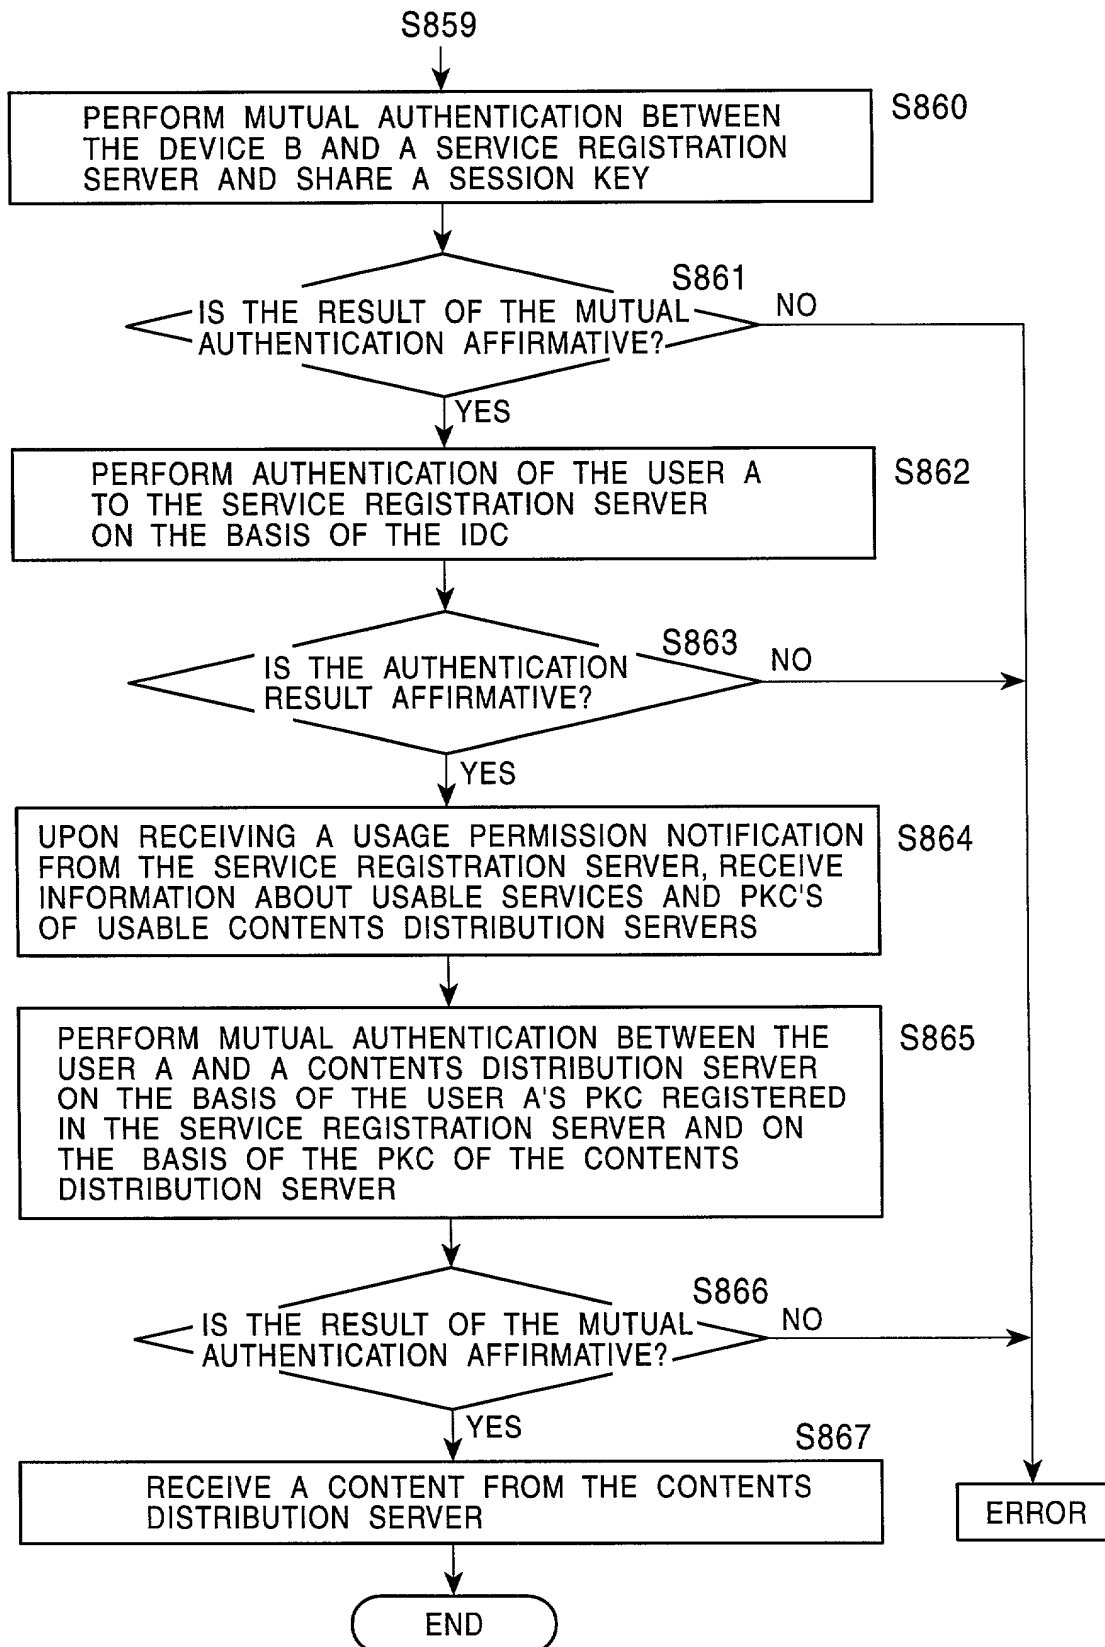 S859
PERFORM MUTUAL AUTHENTICATION BETWEEN
THE DEVICE B AND A SERVICE REGISTRATION
SERVER AND SHARE A SESSION KEY
S860
S861
IS THE RESULT OF THE MUTUAL
AUTHENTICATION AFFIRMATIVE?
NO
YES
PERFORM AUTHENTICATION OF THE USER A
TO THE SERVICE REGISTRATION SERVER
ON THE BASIS OF THE IDC
S862
S863
IS THE AUTHENTICATION
RESULT AFFIRMATIVE?
NO
YES
UPON RECEIVING A USAGE PERMISSION NOTIFICATION
FROM THE SERVICE REGISTRATION SERVER, RECEIVE
INFORMATION ABOUT USABLE SERVICES AND PKC'S
OF USABLE CONTENTS DISTRIBUTION SERVERS
S864
PERFORM MUTUAL AUTHENTICATION BETWEEN THE
USER A AND A CONTENTS DISTRIBUTION SERVER
ON THE BASIS OF THE USER A'S PKC REGISTERED
IN THE SERVICE REGISTRATION SERVER AND ON
THE BASIS OF THE PKC OF THE CONTENTS
DISTRIBUTION SERVER
S865
S866
IS THE RESULT OF THE MUTUAL
AUTHENTICATION AFFIRMATIVE?
NO
YES
S867
RECEIVE A CONTENT FROM THE CONTENTS
DISTRIBUTION SERVER
ERROR
END